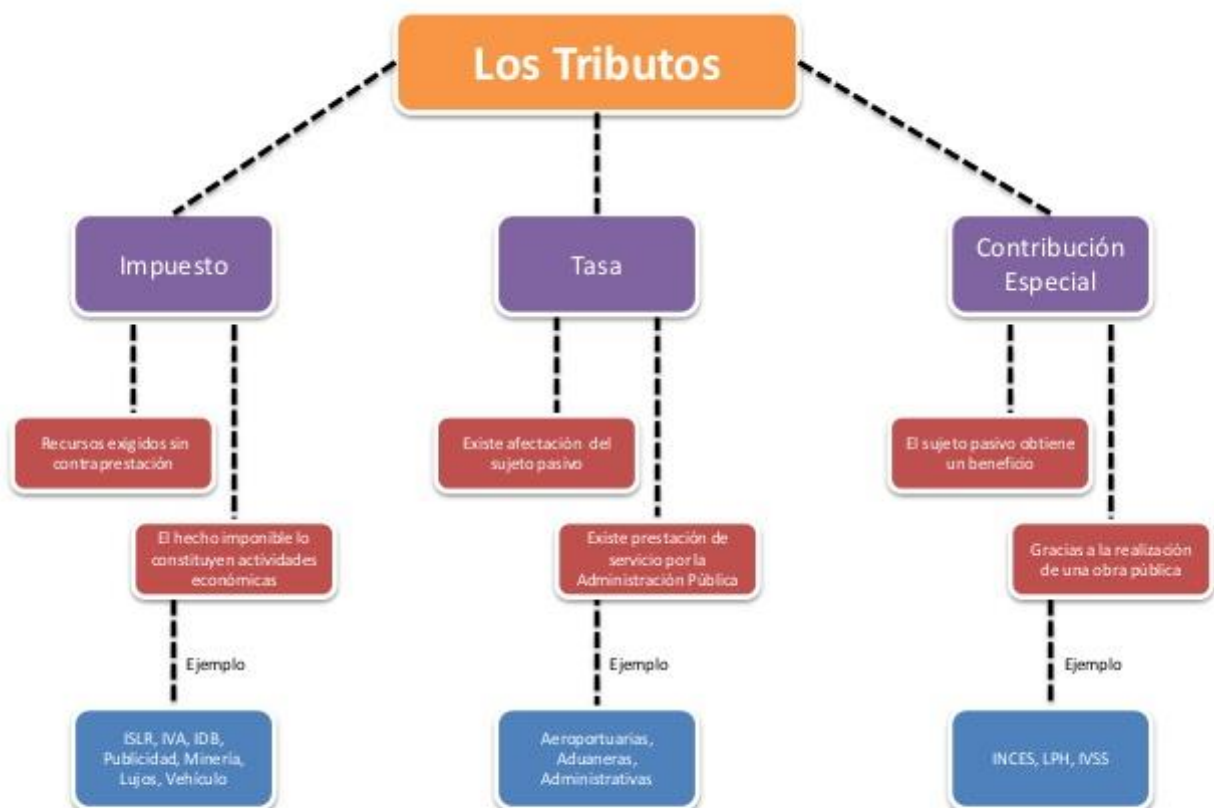 Los Tributos
Impuesto
Tasa
Contribución
Especial
Recursos exigidos sin
contraprestación
Existe afectación del
sujeto pasivo
El sujeto pasivo obtiene
un beneficio
El hecho imponible lo
constituyen actividades
económicas
Existe prestación de
servicio por la
Administración Pública
Gracias a la realización
de una obra pública
Ejemplo
Ejemplo
Ejemplo
ISLR, IVA, IDB,
Publicidad, Minería,
Lujos, Vehículo
Aeroportuarias,
Aduaneras,
Administrativas
INCES, LPH, IVSS